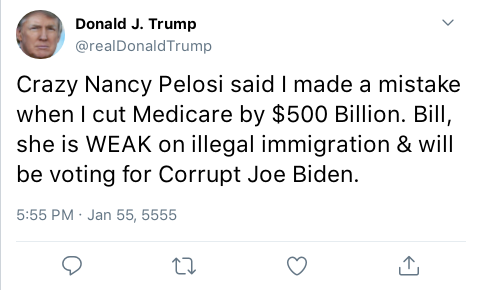 Donald J. Trump
@realDonaldTrump
Crazy Nancy Pelosi said I made a mistake
when I cut Medicare by $500 Billion. Bill,
she is WEAK on illegal immigration & will
be voting for Corrupt Joe Biden.
5:55 PM · Jan 55, 5555